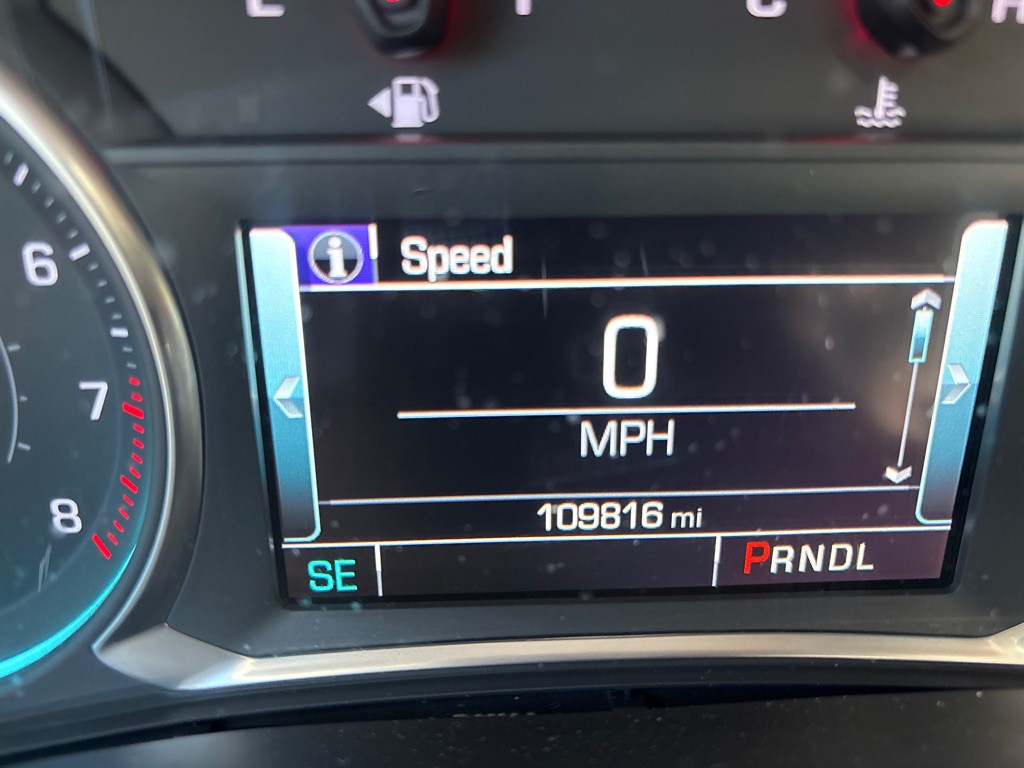 E F C H
Speed
6
0
7
MPH
8
109816 mi
SE PRNDL